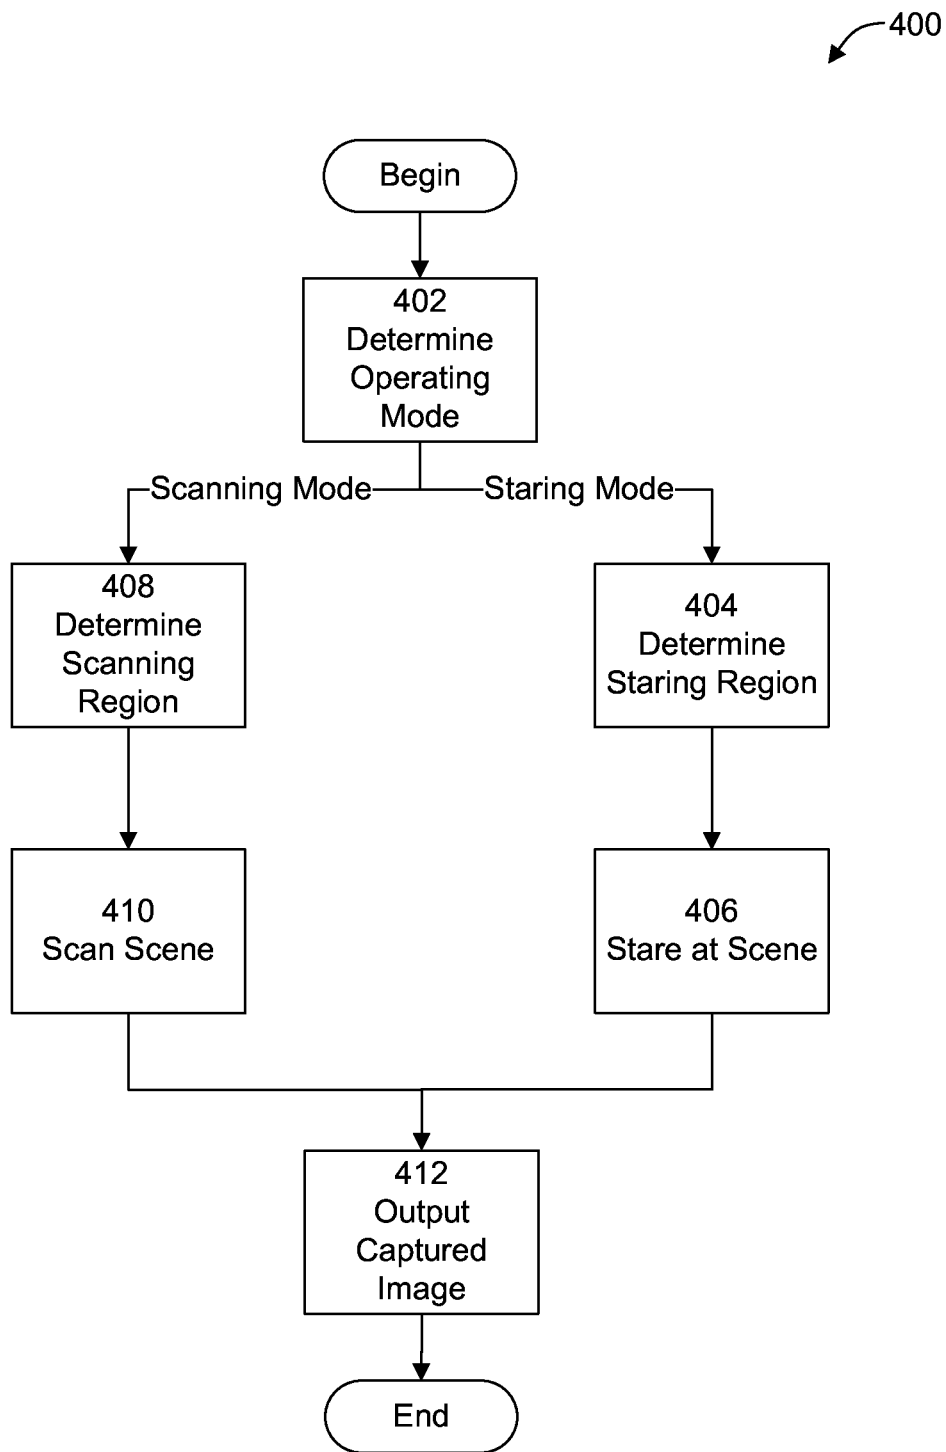 400
Begin
402
Determine
Operating
Mode
Scanning Mode
Staring Mode
408
Determine
Scanning
Region
404
Determine
Staring Region
410
Scan Scene
406
Stare at Scene
412
Output
Captured
Image
End